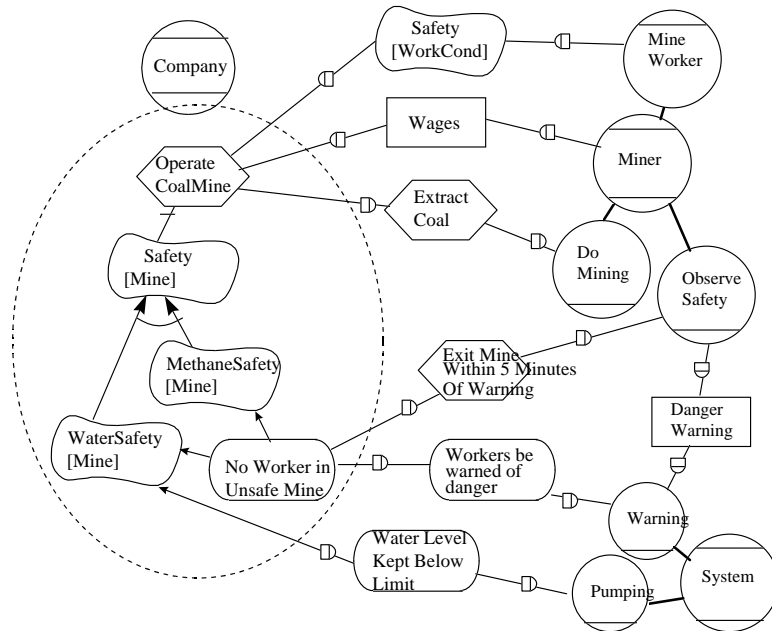 Company
Safety
[WorkCond]
Mine
Worker
Operate
CoalMine
Wages
Miner
Extract
Coal
Safety
[Mine]
Do
Mining
Observe
Safety
MethaneSafety
[Mine]
Exit Mine
Within 5 Minutes
Of Warning
Danger
Warning
WaterSafety
[Mine]
No Worker in
Unsafe Mine
Workers be
warned of
danger
Warning
Water Level
Kept Below
Limit
Pumping
System